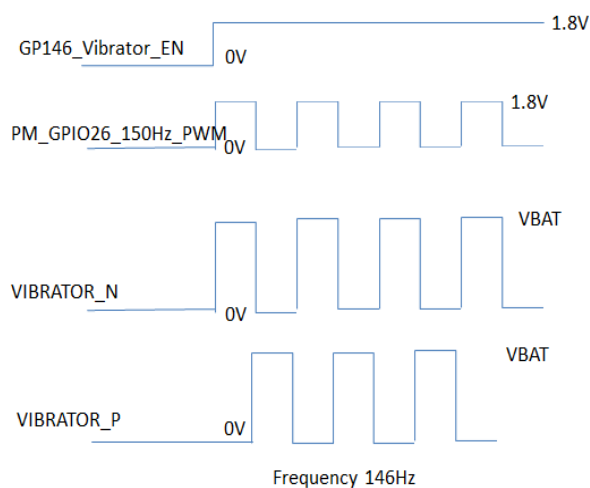 1.8V
GP146_Vibrator_EN
0V
1.8V
PM_GPIO26_150Hz_PWM
0V
VBAT
VIBRATOR_N
0V
VBAT
VIBRATOR_P
0V
Frequency 146Hz